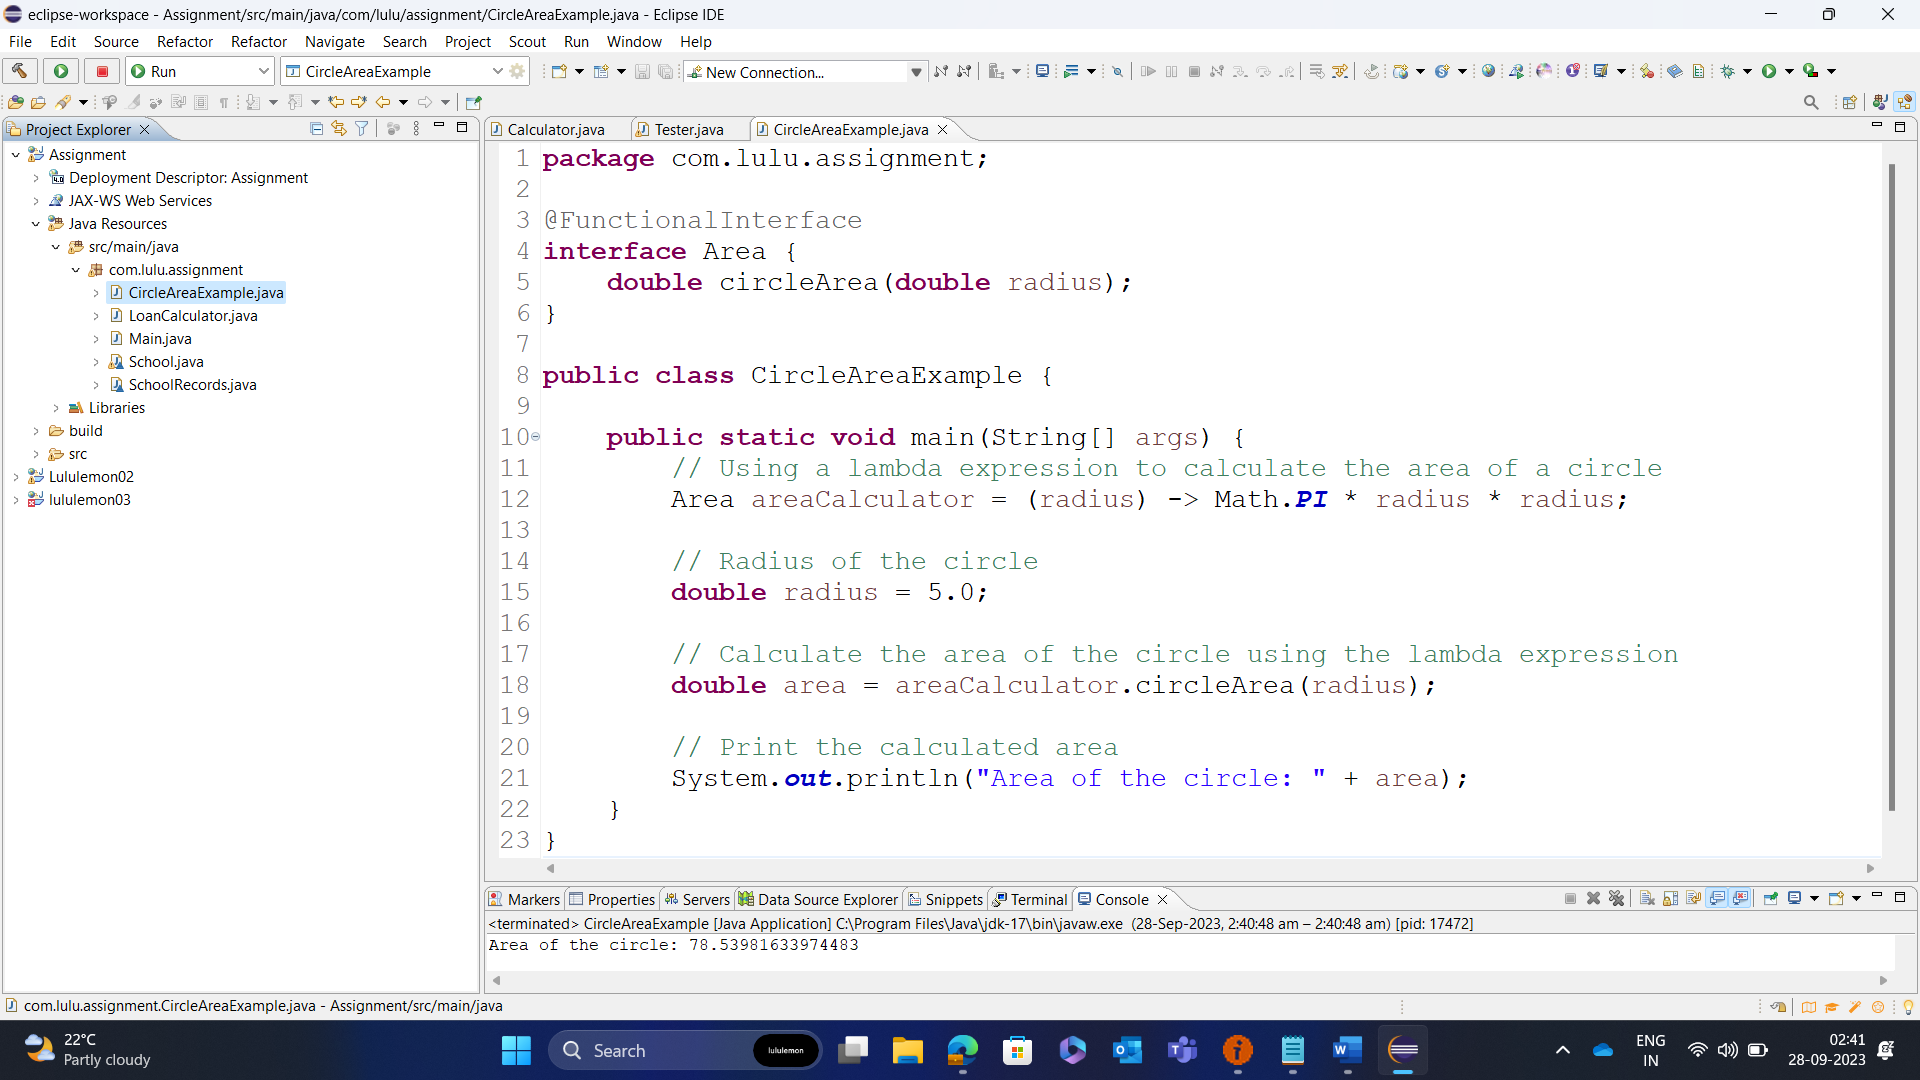 eclipse-workspace - Assignment/src/main/java/com/lulu/assignment/CircleAreaExample.java - Eclipse IDE
File Edit Source Refactor Refactor Navigate Search Project Scout Run Window Help
Run CircleAreaExample New Connection...
Project Explorer
Calculator.java Tester.java CircleAreaExample.java
Assignment
Deployment Descriptor: Assignment
JAX-WS Web Services
Java Resources
src/main/java
com.lulu.assignment
CircleAreaExample.java
LoanCalculator.java
Main.java
School.java
SchoolRecords.java
Libraries
build
src
Lululemon02
lululemon03
1 package com.lulu.assignment;
2
3 @FunctionalInterface
4 interface Area {
5 double circleArea(double radius);
6 }
7
8 public class CircleAreaExample {
9
10 public static void main(String[] args) {
11 // Using a lambda expression to calculate the area of a circle
12 Area areaCalculator = (radius) -> Math.PI * radius * radius;
13
14 // Radius of the circle
15 double radius = 5.0;
16
17 // Calculate the area of the circle using the lambda expression
18 double area = areaCalculator.circleArea(radius);
19
20 // Print the calculated area
21 System.out.println("Area of the circle: " + area);
22 }
23 }
Markers Properties Servers Data Source Explorer Snippets Terminal Console
<terminated> CircleAreaExample [Java Application] C:\Program Files\Java\jdk-17\bin\javaw.exe (28-Sep-2023, 2:40:48 am – 2:40:48 am) [pid: 17472]
Area of the circle: 78.53981633974483
com.lulu.assignment.CircleAreaExample.java - Assignment/src/main/java
22°C
Partly cloudy
Search lululemon
ENG
IN
02:41
28-09-2023